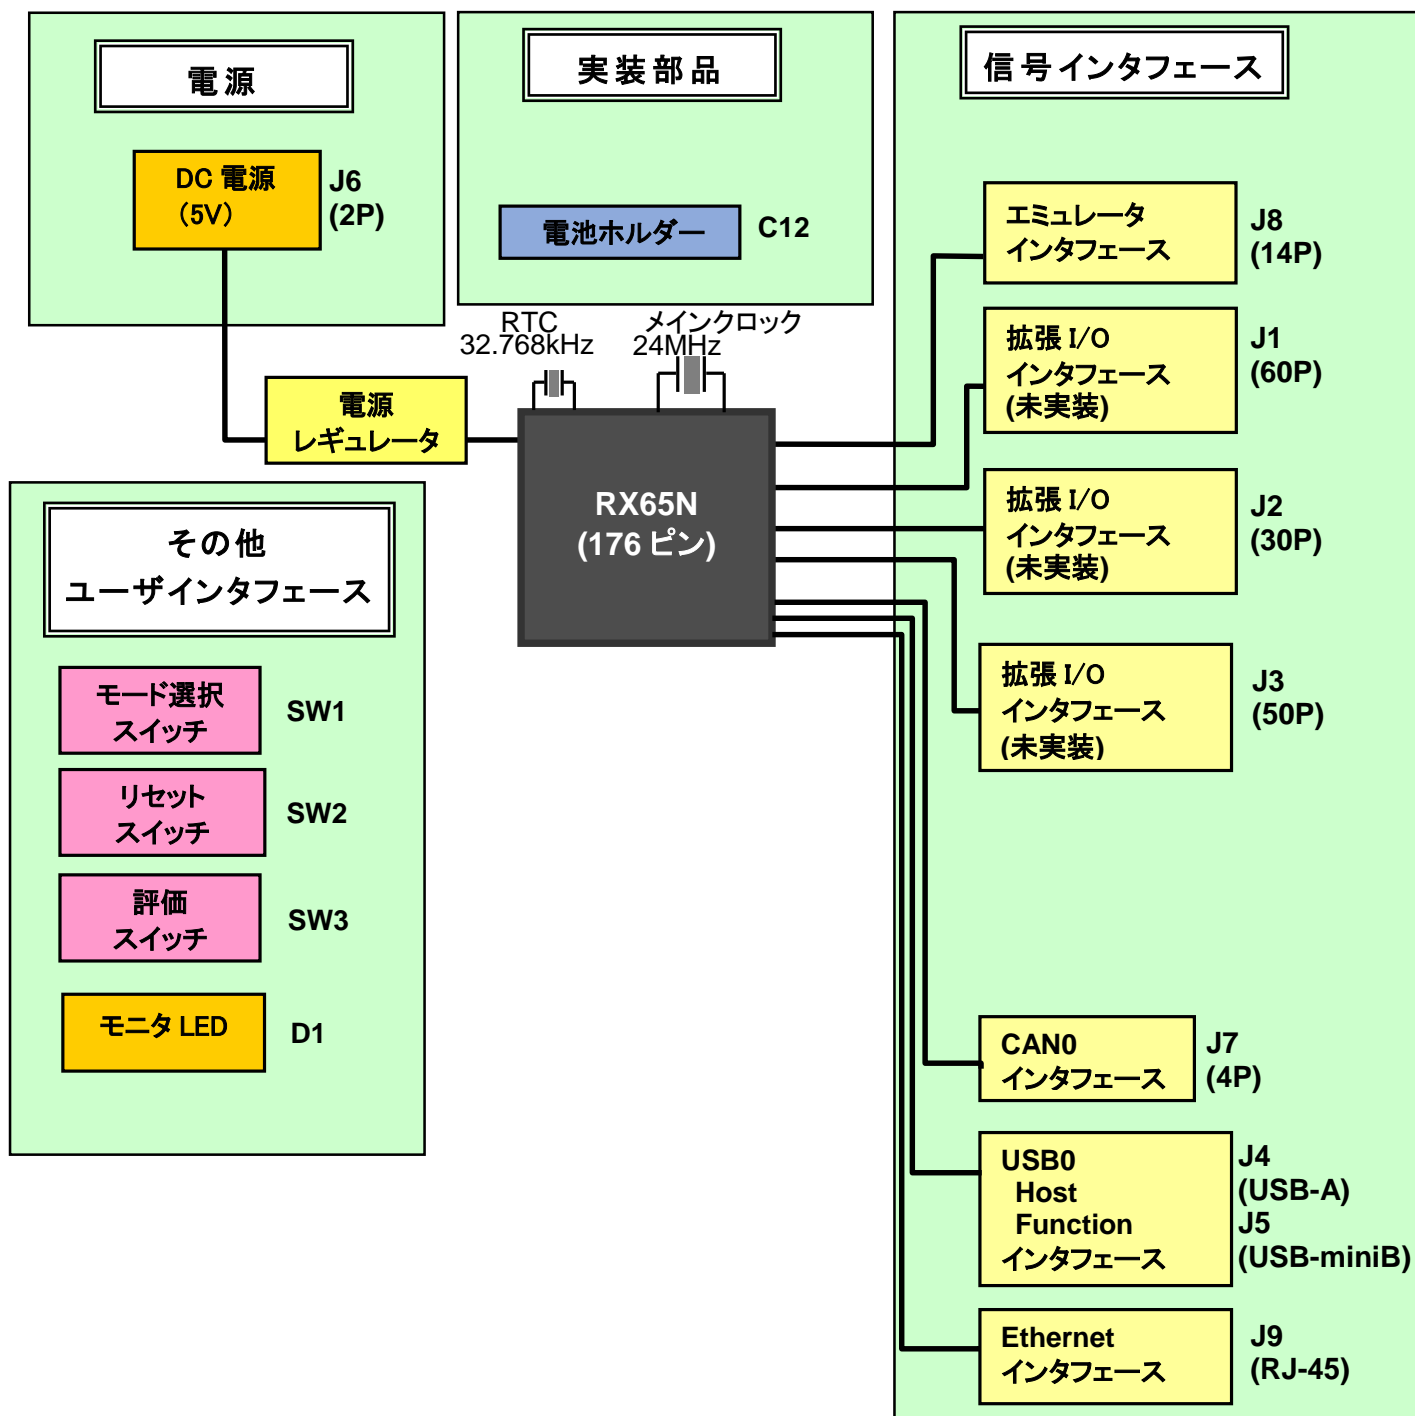 電源
DC 電源
（5V）
J6
(2P)
実装部品
電池ホルダー
C12
RTC
32.768kHz
メインクロック
24MHz
電源
レギュレータ
RX65N
(176 ピン)
その他
ユーザインタフェース
モード選択
スイッチ
SW1
リセット
スイッチ
SW2
評価
スイッチ
SW3
モニタ LED
D1
信号インタフェース
エミュレータ
インタフェース
J8
(14P)
拡張 I/O
インタフェース
(未実装)
J1
(60P)
拡張 I/O
インタフェース
(未実装)
J2
(30P)
拡張 I/O
インタフェース
(未実装)
J3
(50P)
CAN0
インタフェース
J7
(4P)
USB0
Host
Function
インタフェース
J4
(USB-A)
J5
(USB-miniB)
Ethernet
インタフェース
J9
(RJ-45)